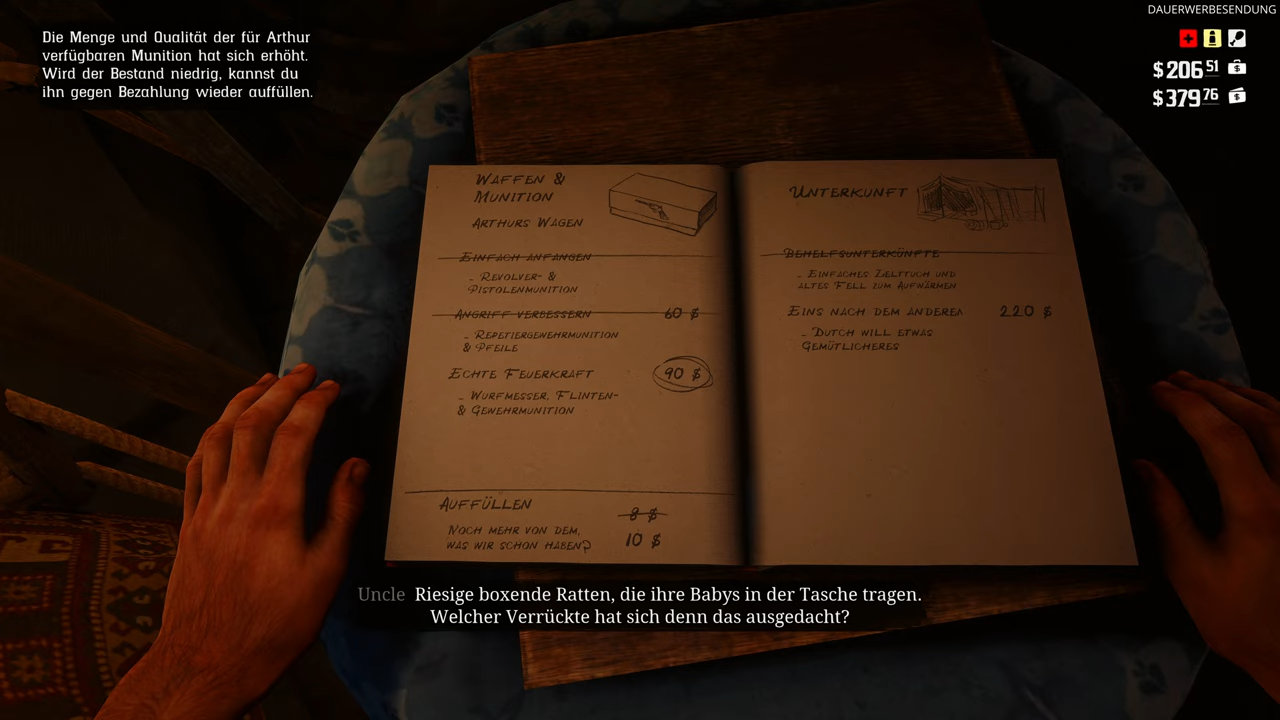 DAUERWERBESENDUNG
Die Menge und Qualität der für Arthur
verfügbaren Munition hat sich erhöht.
Wird der Bestand niedrig, kannst du
ihn gegen Bezahlung wieder auffüllen.
$206 51
$379 76
WAFFEN &
MUNITION
ARTHURS WAGEN
EINFACH ANFANGEN
- REVOLVER- &
PISTOLENMUNITION
ANGRIFF VERBESSERN 60 $
- REPETIERGEWEHRMUNITION
& PFEILE
ECHTE FEUERKRAFT 90 $
- WURFMESSER, FLINTEN-
& GEWEHRMUNITION
AUFFÜLLEN 8 $
NOCH MEHR VON DEM,
WAS WIR SCHON HABEN? 10 $
UNTERKUNFT
BEHELFSUNTERKÜNFTE
- EINFACHES ZELTTUCH UND
ALTES FELL ZUM AUFWÄRMEN
EINS NACH DEM ANDEREN 220 $
- DUTCH WILL ETWAS
GEMÜTLICHERES
Uncle Riesige boxende Ratten, die ihre Babys in der Tasche tragen.
Welcher Verrückte hat sich denn das ausgedacht?